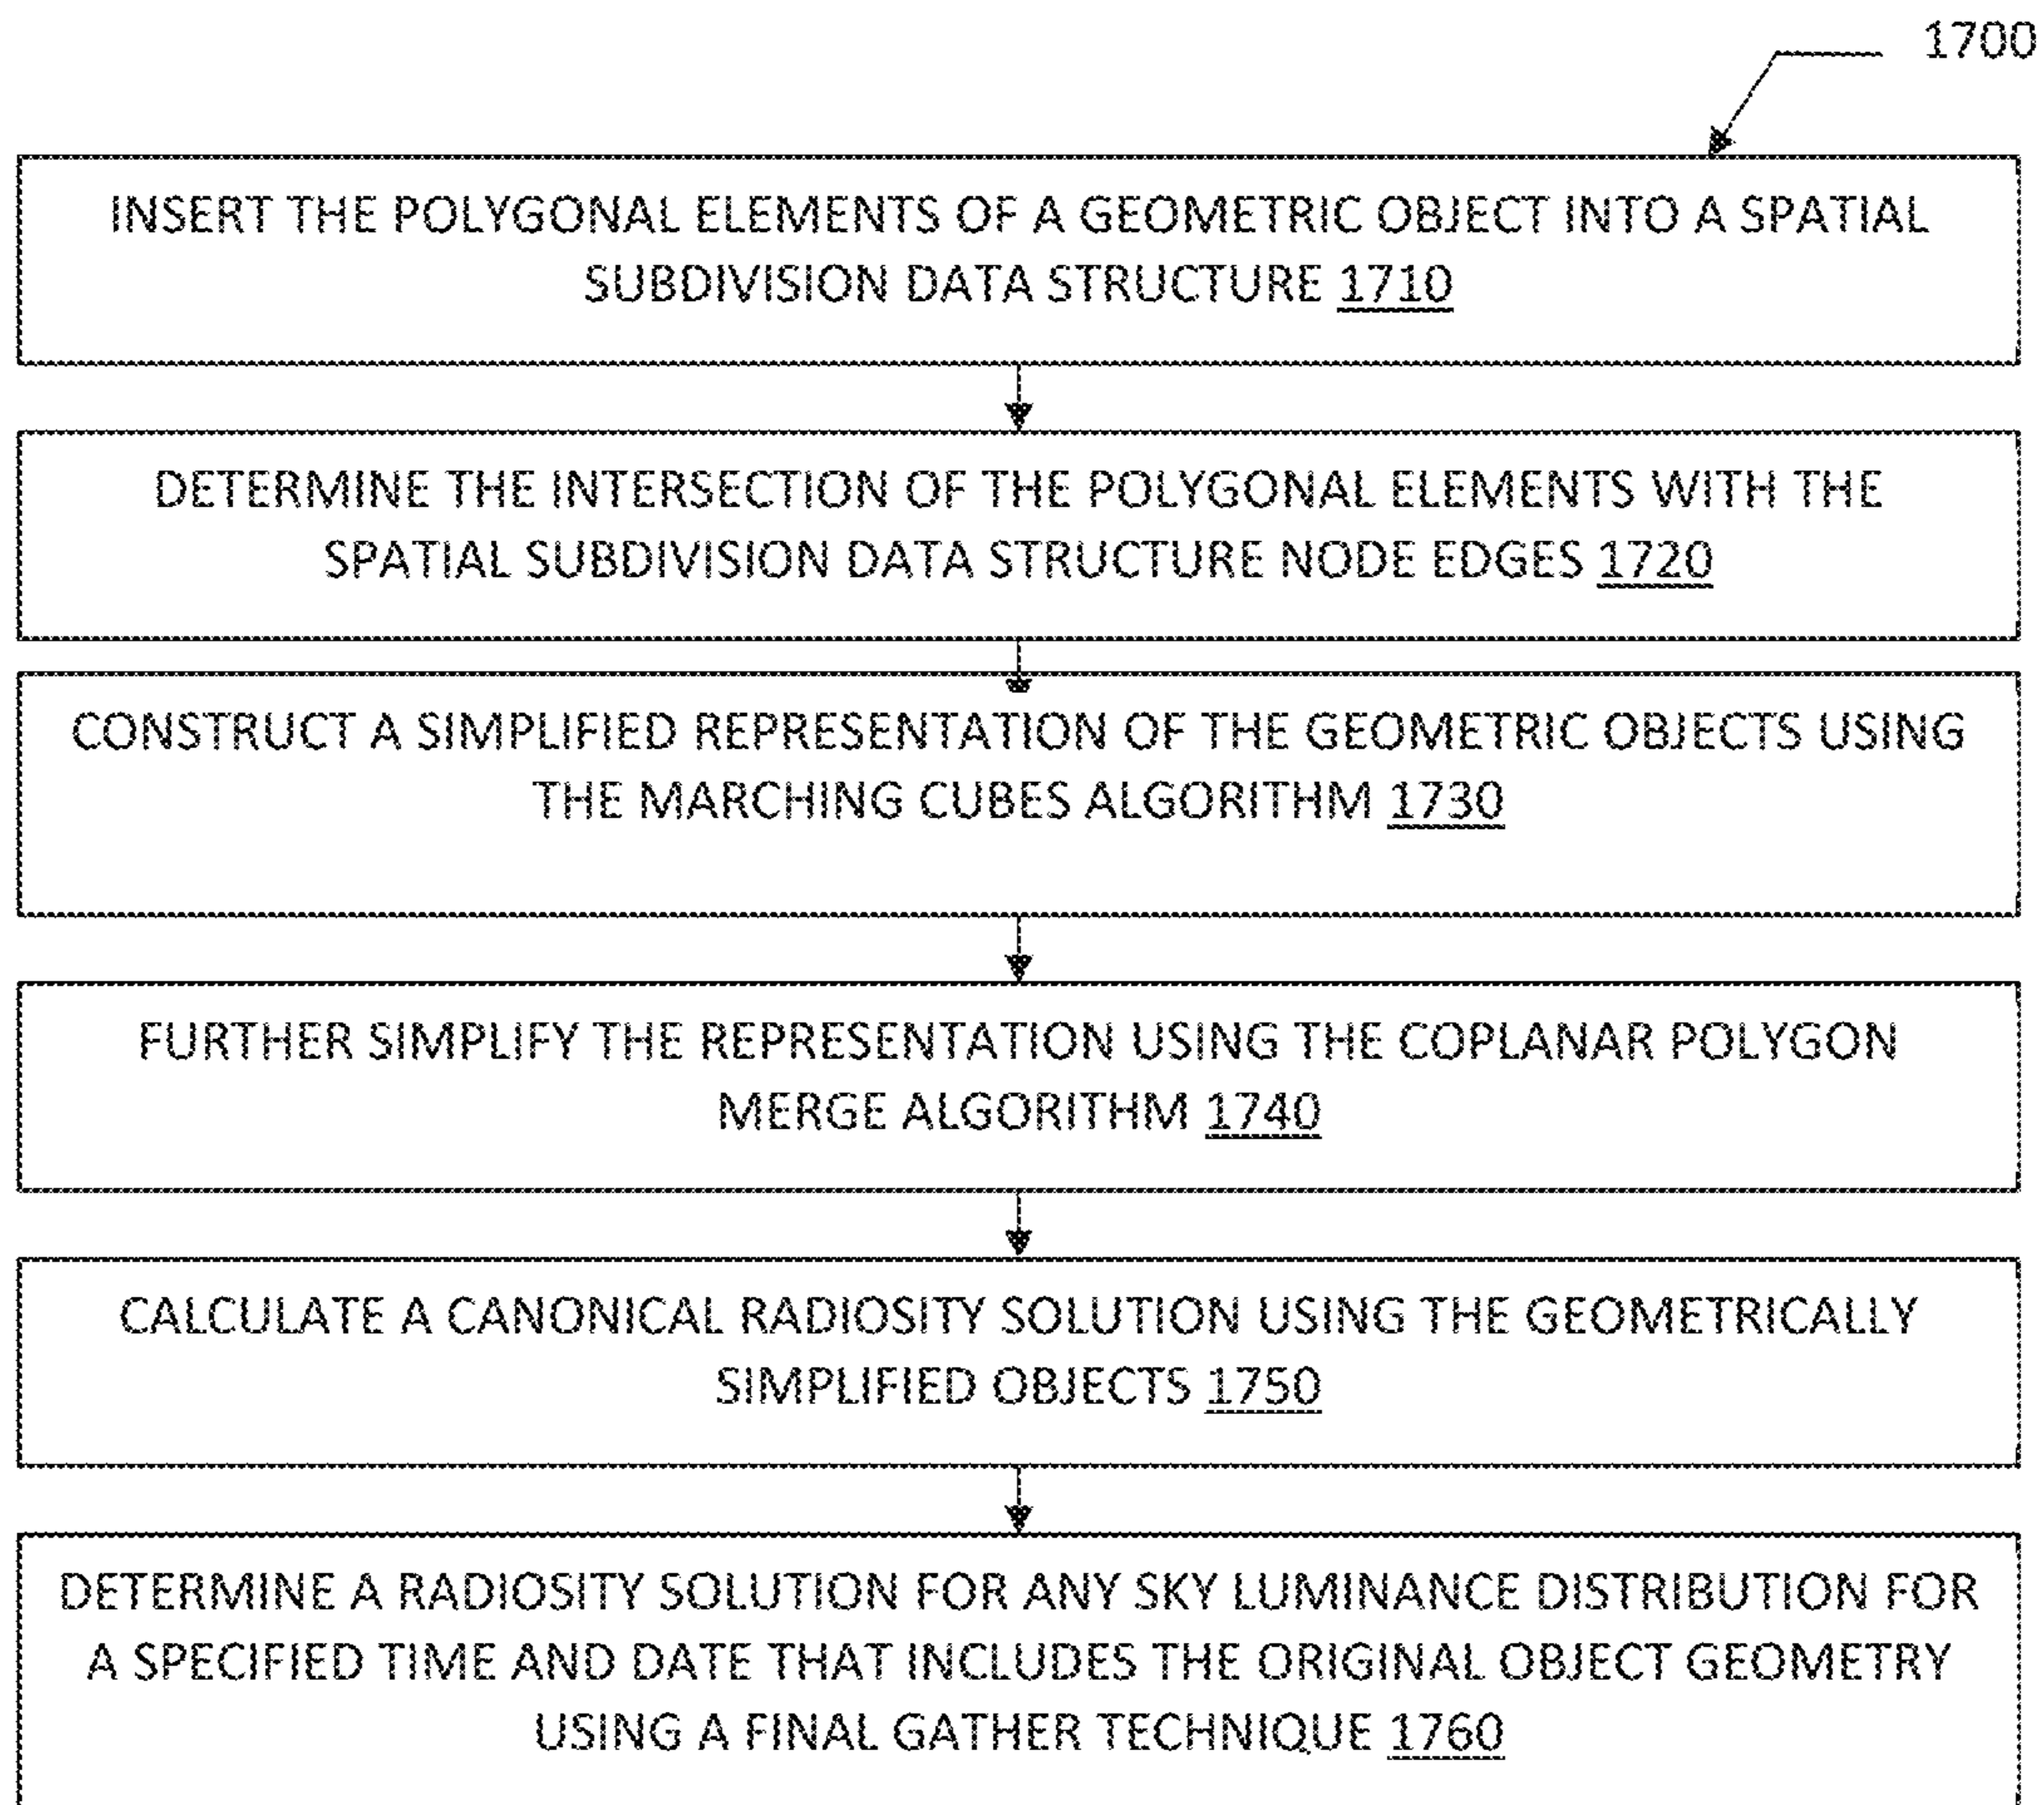 1700
INSERT THE POLYGONAL ELEMENTS OF A GEOMETRIC OBJECT INTO A SPATIAL
SUBDIVISION DATA STRUCTURE 1710
DETERMINE THE INTERSECTION OF THE POLYGONAL ELEMENTS WITH THE
SPATIAL SUBDIVISION DATA STRUCTURE NODE EDGES 1720
CONSTRUCT A SIMPLIFIED REPRESENTATION OF THE GEOMETRIC OBJECTS USING
THE MARCHING CUBES ALGORITHM 1730
FURTHER SIMPLIFY THE REPRESENTATION USING THE COPLANAR POLYGON
MERGE ALGORITHM 1740
CALCULATE A CANONICAL RADIOSITY SOLUTION USING THE GEOMETRICALLY
SIMPLIFIED OBJECTS 1750
DETERMINE A RADIOSITY SOLUTION FOR ANY SKY LUMINANCE DISTRIBUTION FOR
A SPECIFIED TIME AND DATE THAT INCLUDES THE ORIGINAL OBJECT GEOMETRY
USING A FINAL GATHER TECHNIQUE 1760